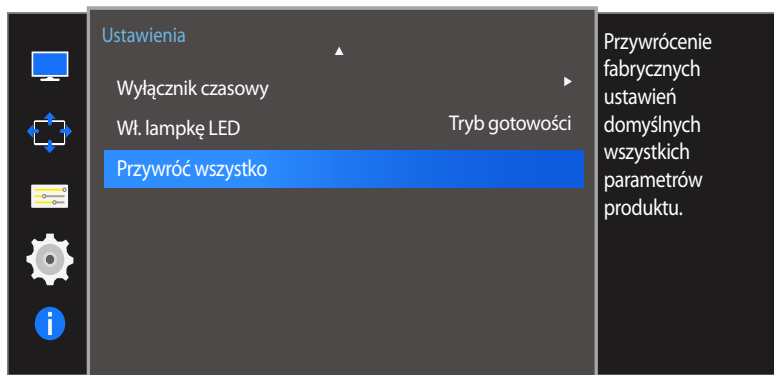 Ustawienia
Wyłącznik czasowy
Wł. lampkę LED Tryb gotowości
Przywróć wszystko
Przywrócenie
fabrycznych
ustawień
domyślnych
wszystkich
parametrów
produktu.